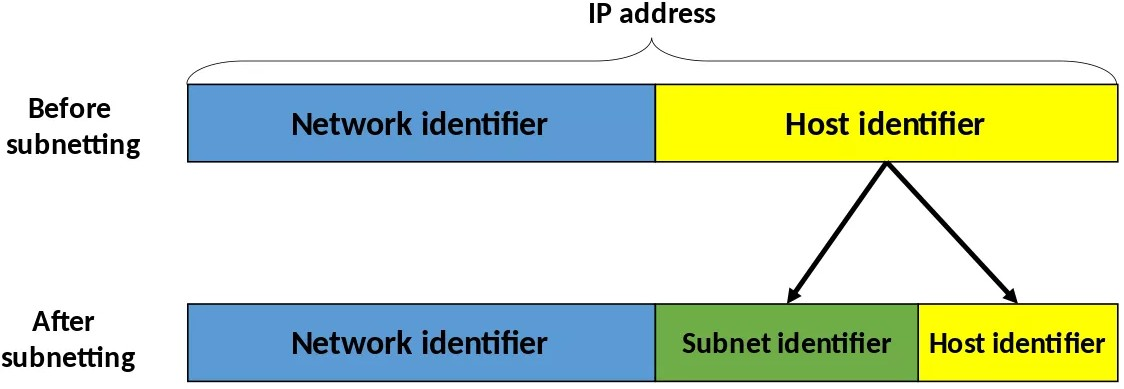 IP address
Before
subnetting
Network identifier
Host identifier
After
subnetting
Network identifier
Subnet identifier
Host identifier